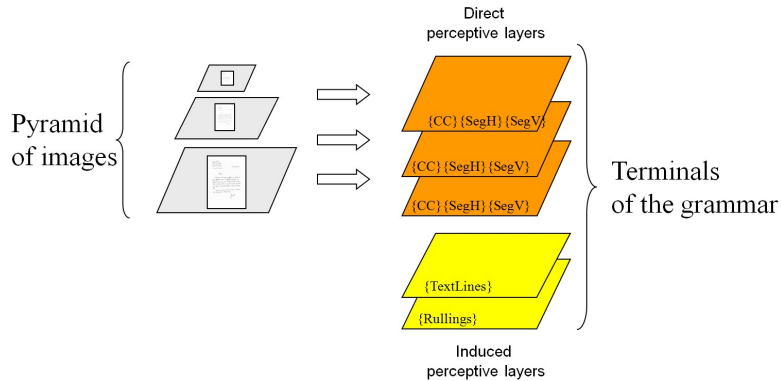 Direct
perceptive layers
Pyramid
of images
{CC}{SegH}{SegV}
{CC}{SegH}{SegV}
{CC}{SegH}{SegV}
Terminals
of the grammar
{TextLines}
{Rullings}
Induced
perceptive layers